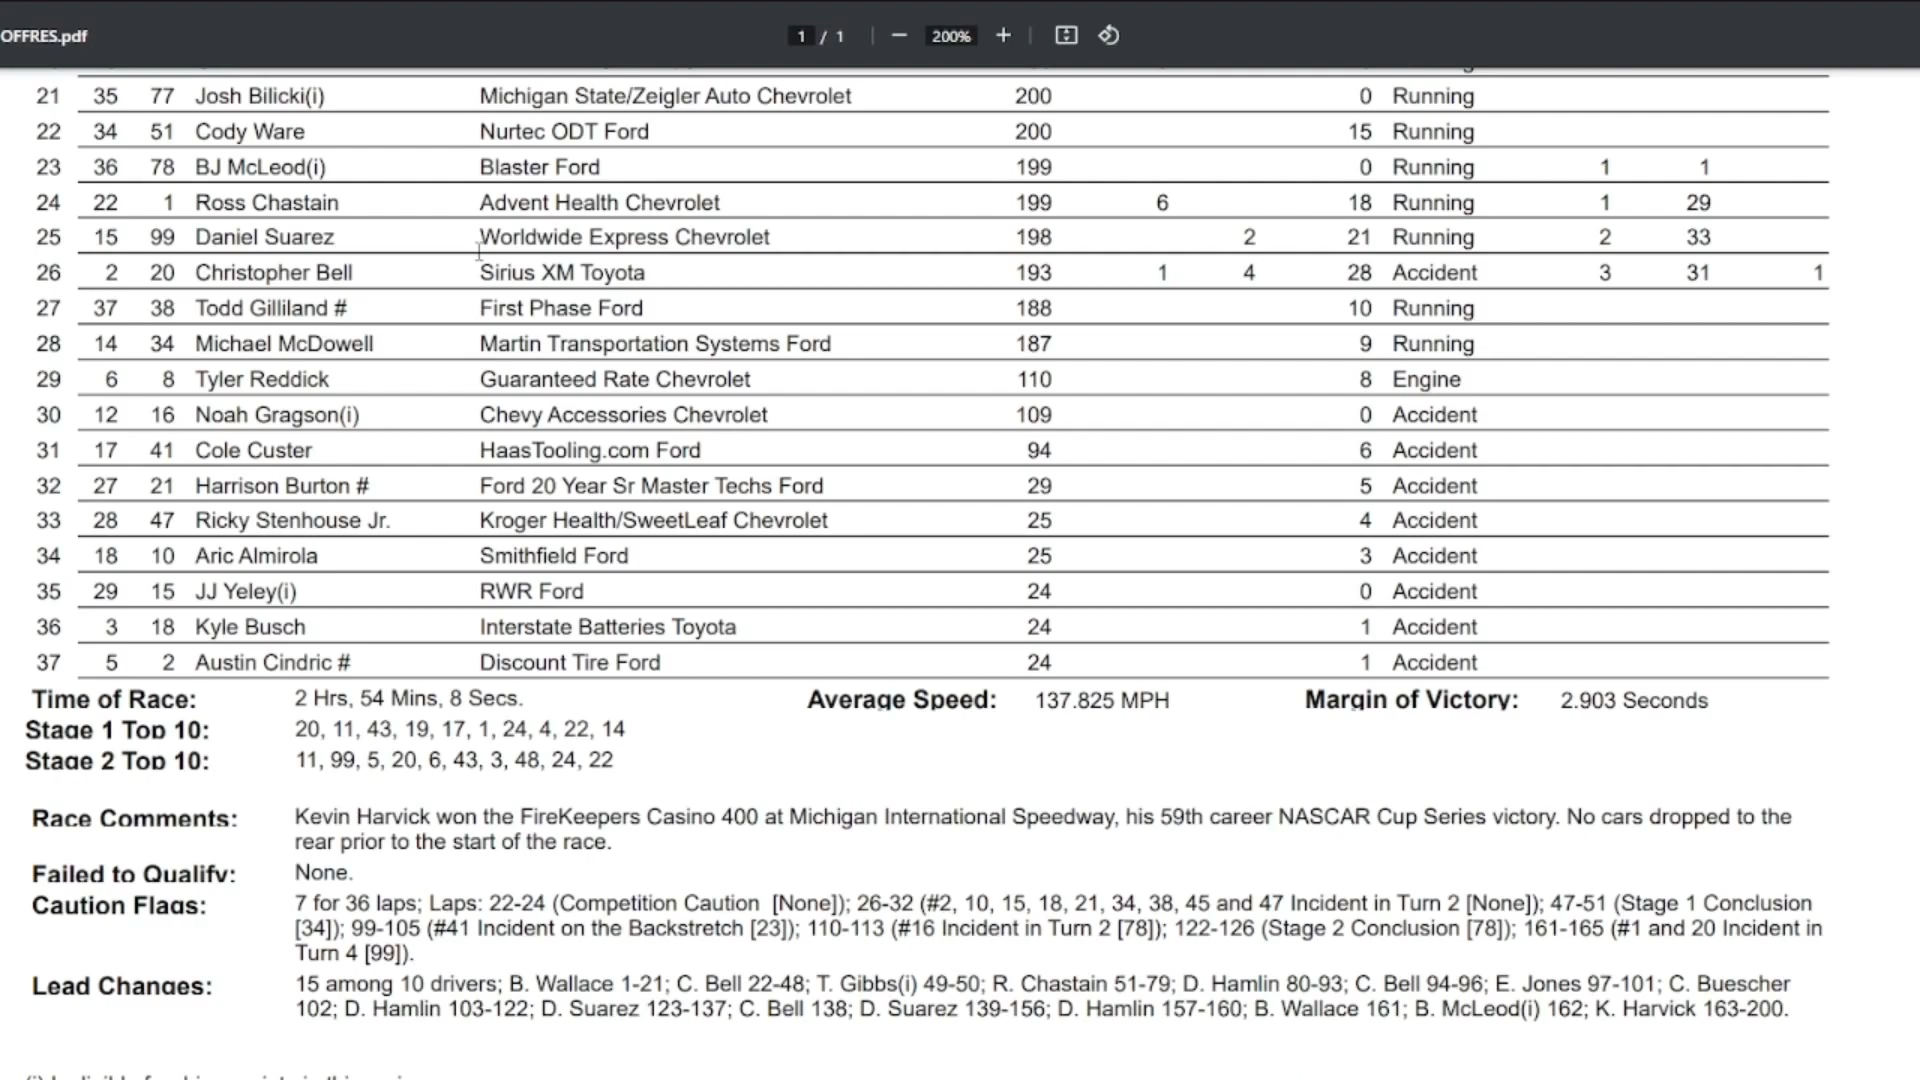 OFFRES.pdf 1 / 1 200%
21 35 77 Josh Bilicki(i) Michigan State/Zeigler Auto Chevrolet 200 0 Running
22 34 51 Cody Ware Nurtec ODT Ford 200 15 Running
23 36 78 BJ McLeod(i) Blaster Ford 199 0 Running 1 1
24 22 1 Ross Chastain Advent Health Chevrolet 199 6 18 Running 1 29
25 15 99 Daniel Suarez Worldwide Express Chevrolet 198 2 21 Running 2 33
26 2 20 Christopher Bell Sirius XM Toyota 193 1 4 28 Accident 3 31 1
27 37 38 Todd Gilliland # First Phase Ford 188 10 Running
28 14 34 Michael McDowell Martin Transportation Systems Ford 187 9 Running
29 6 8 Tyler Reddick Guaranteed Rate Chevrolet 110 8 Engine
30 12 16 Noah Gragson(i) Chevy Accessories Chevrolet 109 0 Accident
31 17 41 Cole Custer HaasTooling.com Ford 94 6 Accident
32 27 21 Harrison Burton # Ford 20 Year Sr Master Techs Ford 29 5 Accident
33 28 47 Ricky Stenhouse Jr. Kroger Health/SweetLeaf Chevrolet 25 4 Accident
34 18 10 Aric Almirola Smithfield Ford 25 3 Accident
35 29 15 JJ Yeley(i) RWR Ford 24 0 Accident
36 3 18 Kyle Busch Interstate Batteries Toyota 24 1 Accident
37 5 2 Austin Cindric # Discount Tire Ford 24 1 Accident
Time of Race: 2 Hrs, 54 Mins, 8 Secs. Average Speed: 137.825 MPH Margin of Victory: 2.903 Seconds
Stage 1 Top 10: 20, 11, 43, 19, 17, 1, 24, 4, 22, 14
Stage 2 Top 10: 11, 99, 5, 20, 6, 43, 3, 48, 24, 22
Race Comments: Kevin Harvick won the FireKeepers Casino 400 at Michigan International Speedway, his 59th career NASCAR Cup Series victory. No cars dropped to the
rear prior to the start of the race.
Failed to Qualify: None.
Caution Flags: 7 for 36 laps; Laps: 22-24 (Competition Caution [None]); 26-32 (#2, 10, 15, 18, 21, 34, 38, 45 and 47 Incident in Turn 2 [None]); 47-51 (Stage 1 Conclusion
[34]); 99-105 (#41 Incident on the Backstretch [23]); 110-113 (#16 Incident in Turn 2 [78]); 122-126 (Stage 2 Conclusion [78]); 161-165 (#1 and 20 Incident in
Turn 4 [99]).
Lead Changes: 15 among 10 drivers; B. Wallace 1-21; C. Bell 22-48; T. Gibbs(i) 49-50; R. Chastain 51-79; D. Hamlin 80-93; C. Bell 94-96; E. Jones 97-101; C. Buescher
102; D. Hamlin 103-122; D. Suarez 123-137; C. Bell 138; D. Suarez 139-156; D. Hamlin 157-160; B. Wallace 161; B. McLeod(i) 162; K. Harvick 163-200.